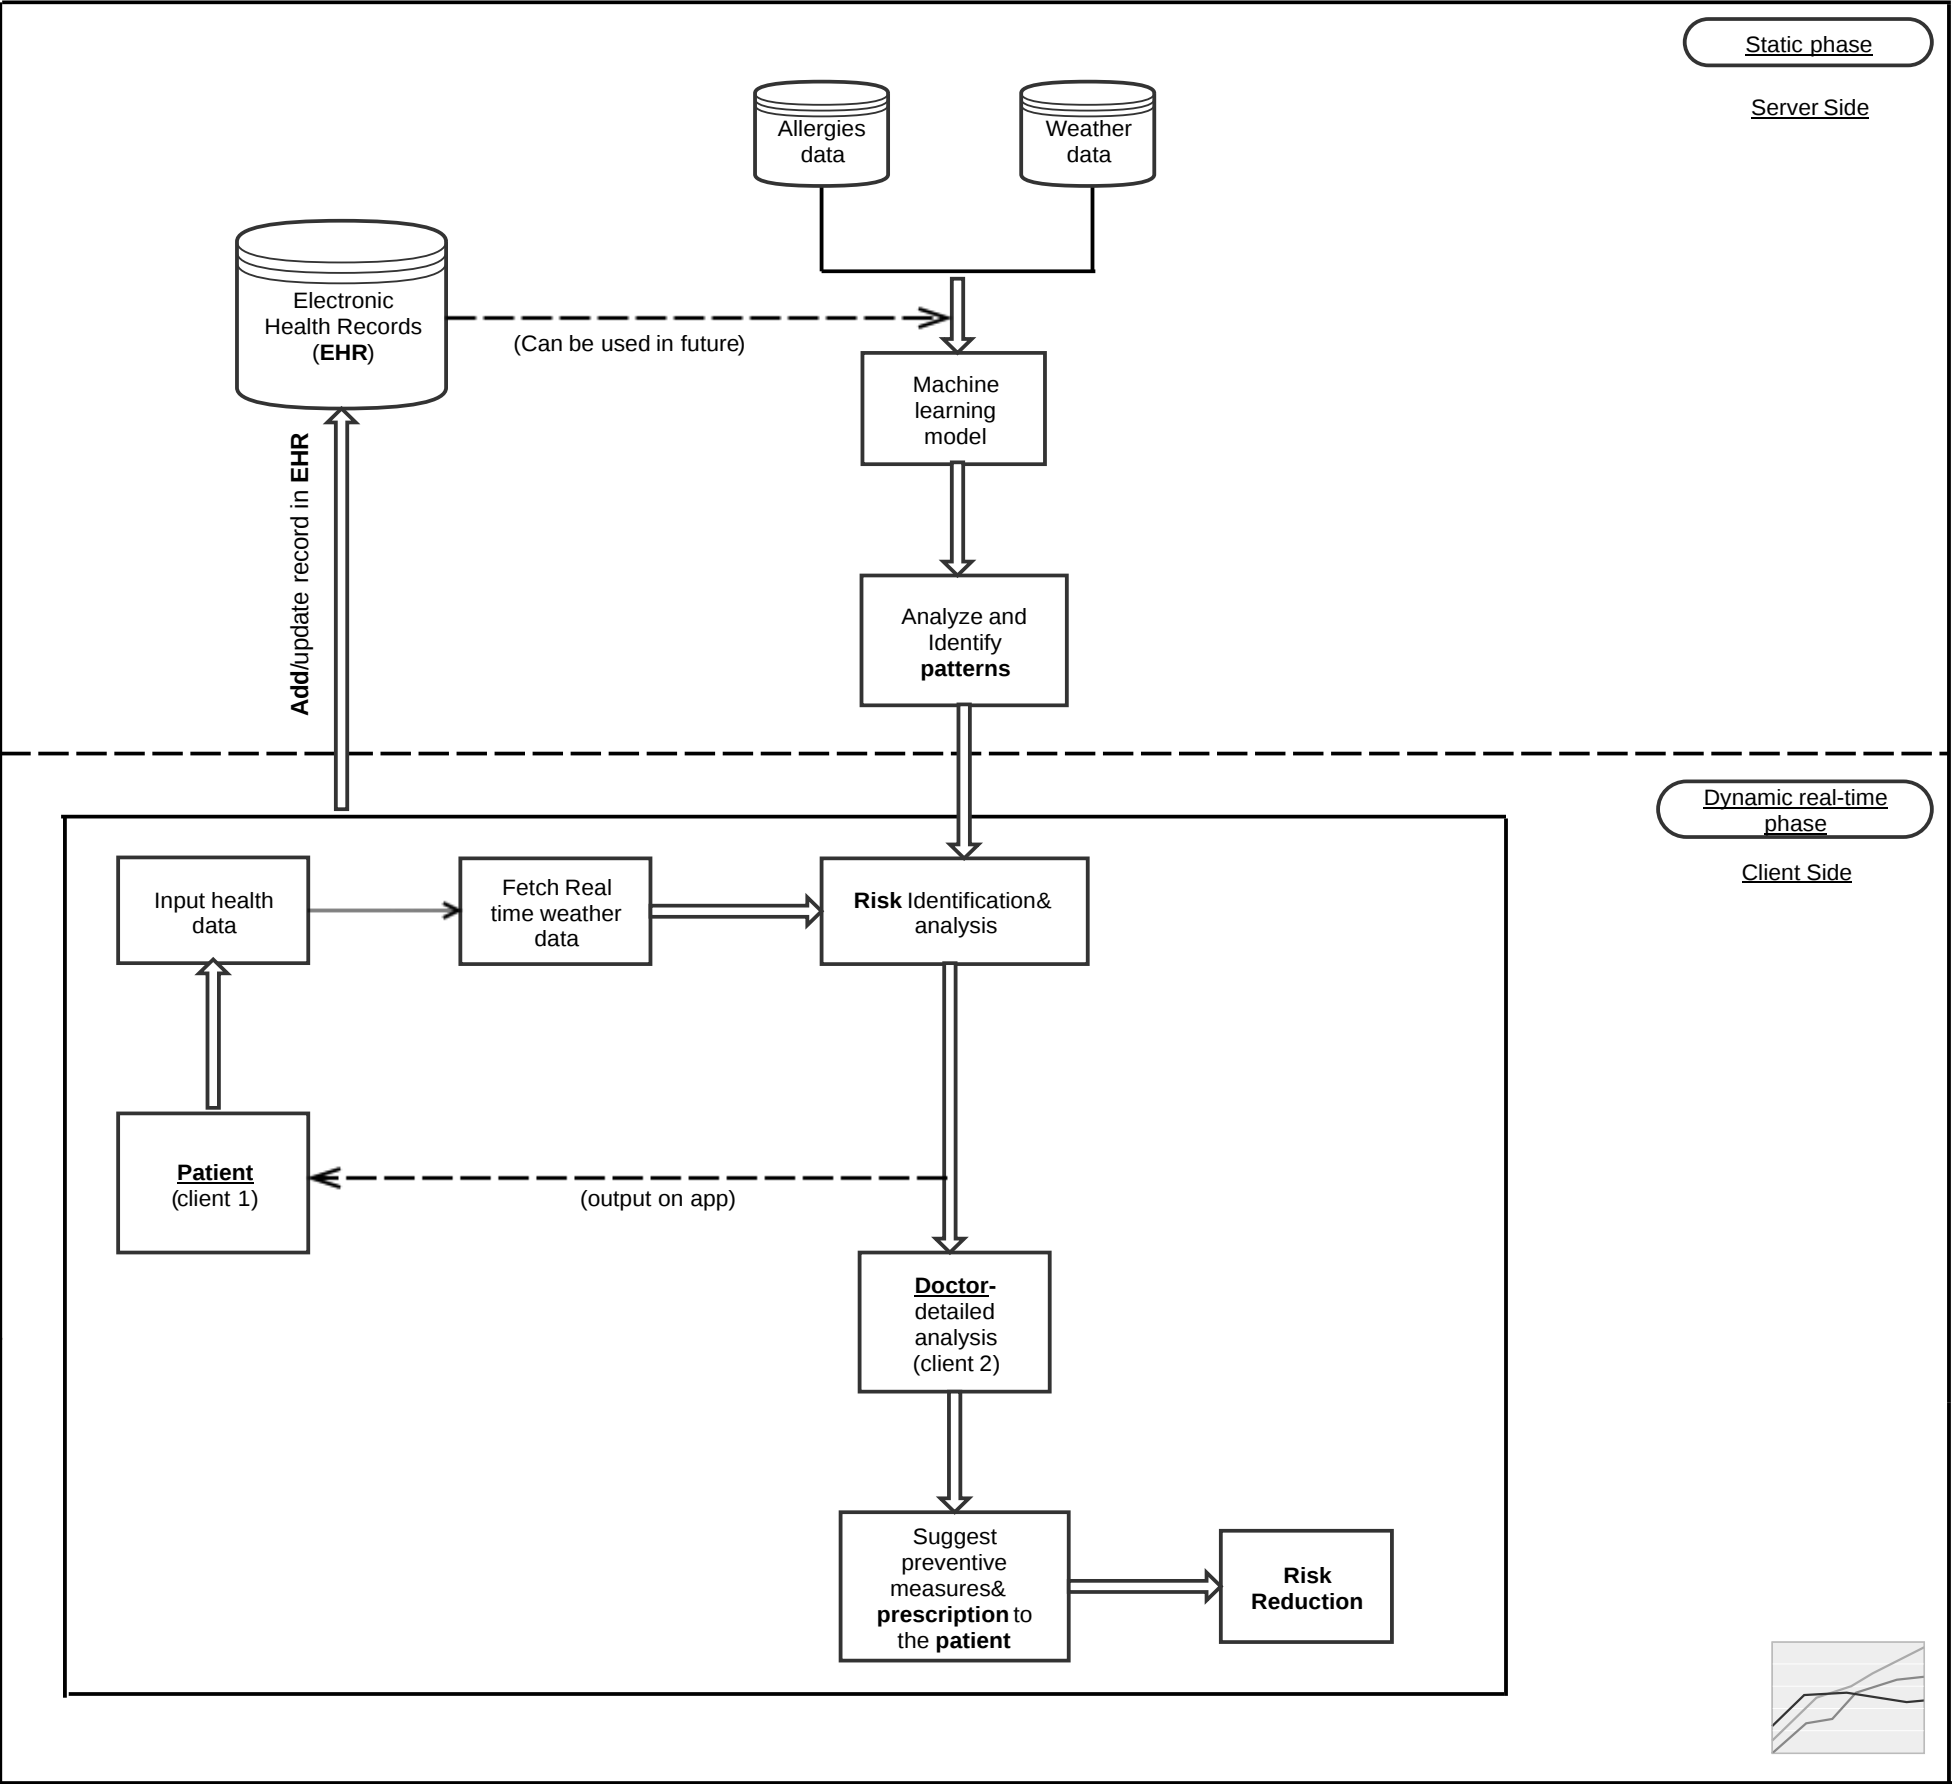 Static phase
Server Side
Allergies
data
Weather
data
Electronic
Health Records
(EHR)
(Can be used in future)
Machine
learning
model
Add/update record in EHR
Analyze and
Identify
patterns
Dynamic real-time
phase
Client Side
Input health
data
Fetch Real
time weather
data
Risk Identification&
analysis
Patient
(client 1)
(output on app)
Doctor-
detailed
analysis
(client 2)
Suggest
preventive
measures&
prescription to
the patient
Risk
Reduction